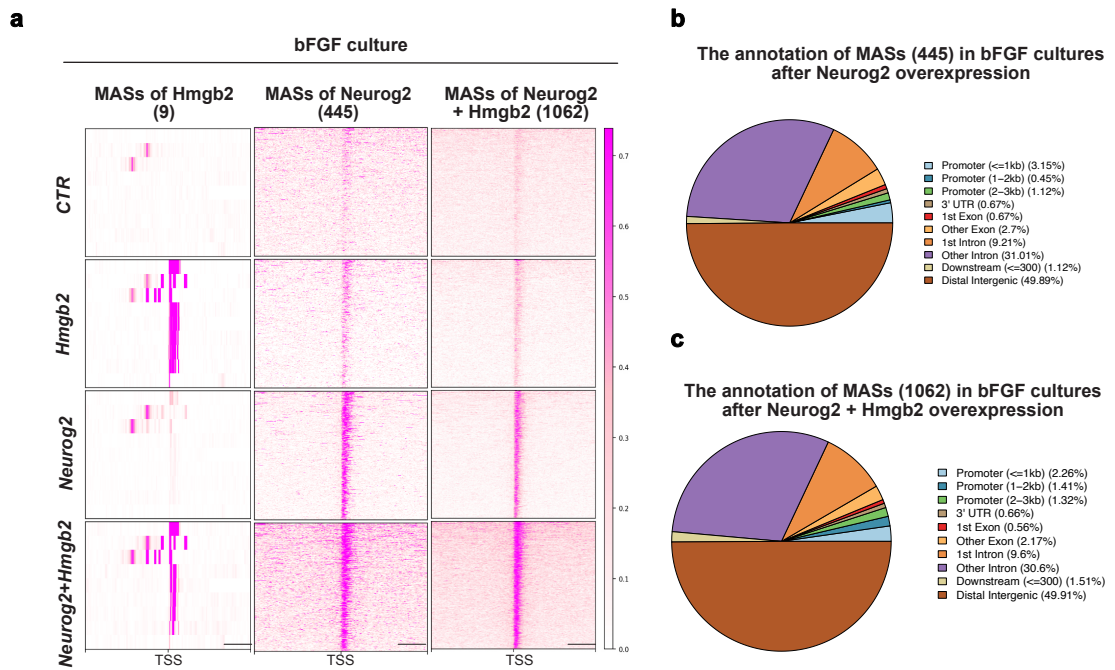 a
bFGF culture
MASs of Hmgb2
(9)
MASs of Neurog2
(445)
MASs of Neurog2
+ Hmgb2 (1062)
CTR
Hmgb2
Neurog2
Neurog2+Hmgb2
TSS
TSS
TSS
0.7
0.6
0.5
0.4
0.3
0.2
0.1
0.0
b
The annotation of MASs (445) in bFGF cultures
after Neurog2 overexpression
Promoter (<=1kb) (3.15%)
Promoter (1-2kb) (0.45%)
Promoter (2-3kb) (1.12%)
3' UTR (0.67%)
1st Exon (0.67%)
Other Exon (2.7%)
1st Intron (9.21%)
Other Intron (31.01%)
Downstream (<=300) (1.12%)
Distal Intergenic (49.89%)
c
The annotation of MASs (1062) in bFGF cultures
after Neurog2 + Hmgb2 overexpression
Promoter (<=1kb) (2.26%)
Promoter (1-2kb) (1.41%)
Promoter (2-3kb) (1.32%)
3' UTR (0.66%)
1st Exon (0.56%)
Other Exon (2.17%)
1st Intron (9.6%)
Other Intron (30.6%)
Downstream (<=300) (1.51%)
Distal Intergenic (49.91%)